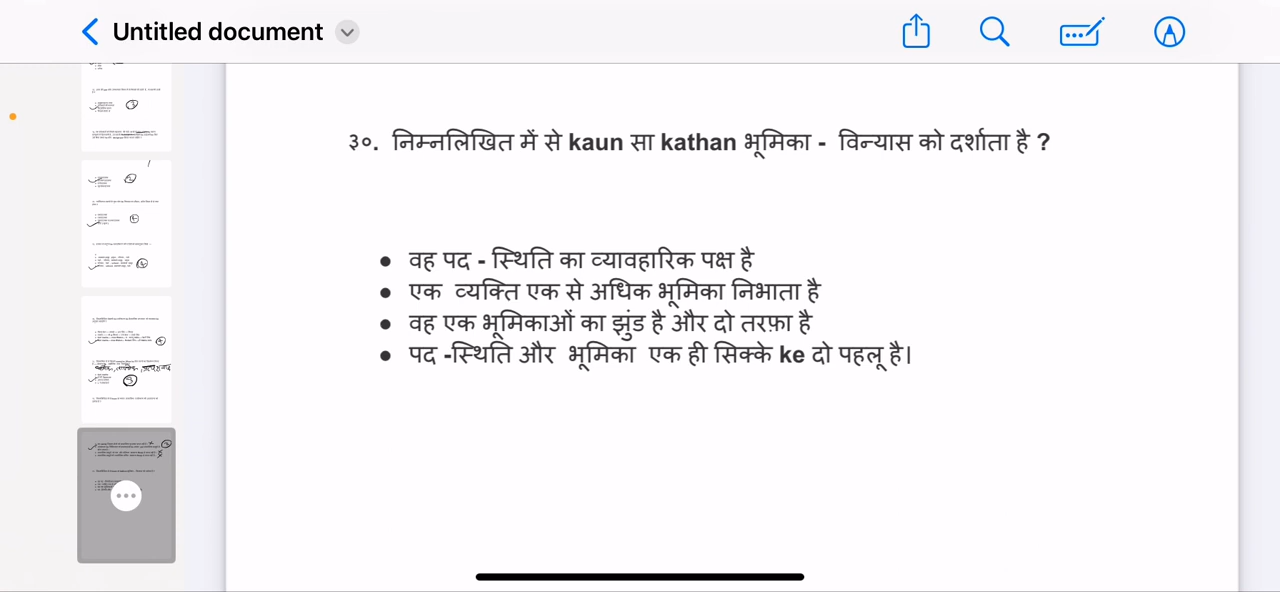 Untitled document
३०. निम्नलिखित में से kaun सा kathan भूमिका - विन्यास को दर्शाता है ?
● वह पद - स्थिति का व्यावहारिक पक्ष है
● एक व्यक्ति एक से अधिक भूमिका निभाता है
● वह एक भूमिकाओं का झुंड है और दो तरफ़ा है
● पद -स्थिति और भूमिका एक ही सिक्के ke दो पहलू है।